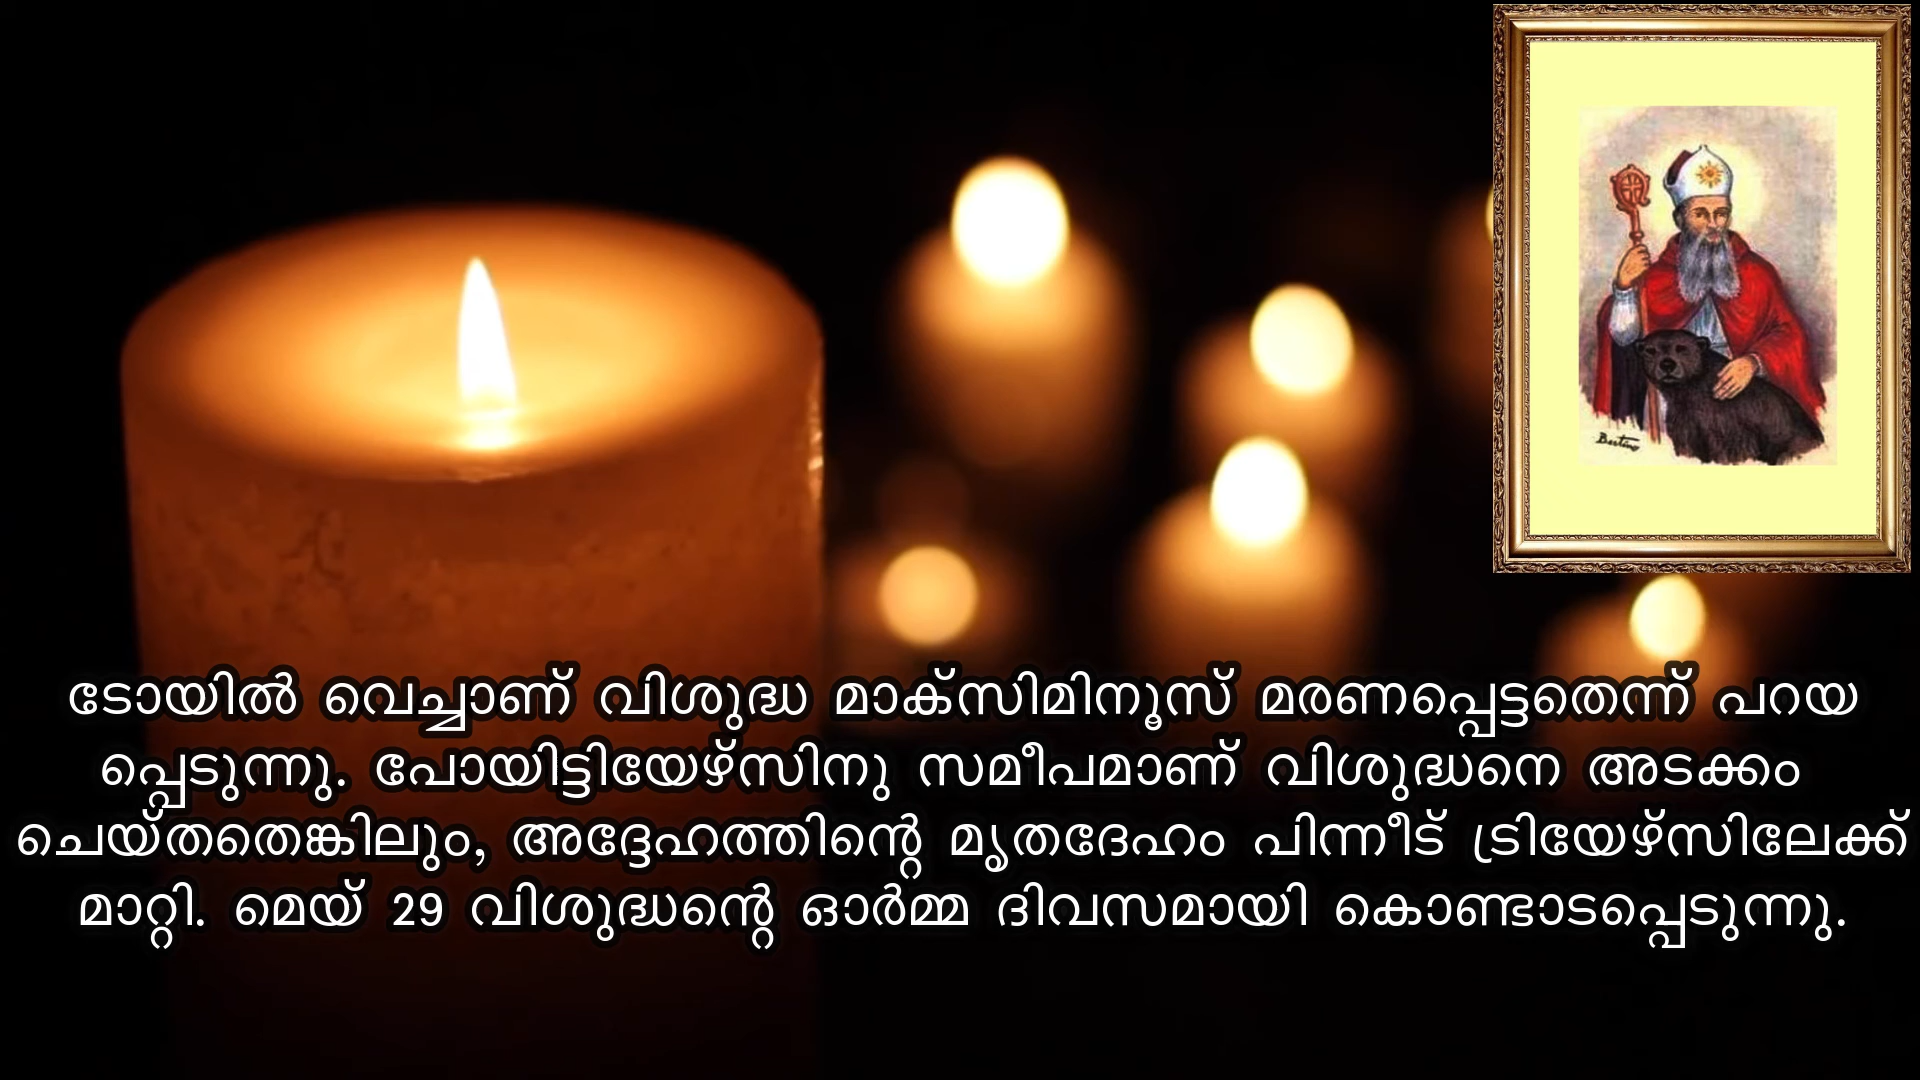 ടോയിൽ വെച്ചാണ് വിശുദ്ധ മാക്സിമിനൂസ് മരണപ്പെട്ടതെന്ന് പറയ
പ്പെടുന്നു. പോയിട്ടിയേഴ്സിനു സമീപമാണ് വിശുദ്ധനെ അടക്കം
ചെയ്തതെങ്കിലും, അദ്ദേഹത്തിന്റെ മൃതദേഹം പിന്നീട് ട്രിയേഴ്സിലേക്ക്
മാറ്റി. മെയ് 29 വിശുദ്ധന്റെ ഓർമ്മ ദിവസമായി കൊണ്ടാടപ്പെടുന്നു.